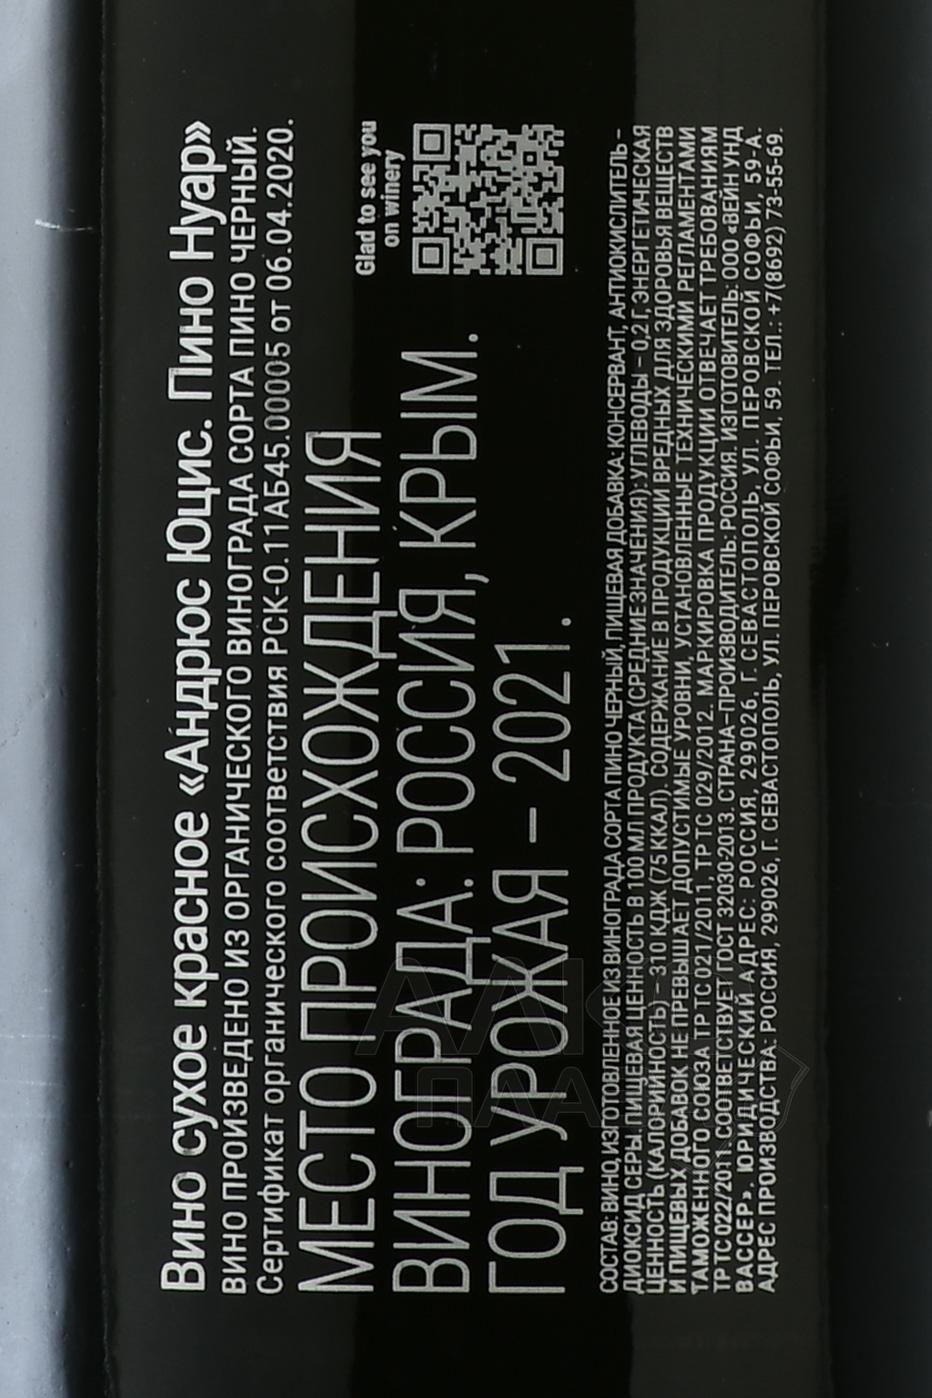 Вино сухое красное «Андрюс Юцис. Пино Нуар»
ВИНО ПРОИЗВЕДЕНО ИЗ ОРГАНИЧЕСКОГО ВИНОГРАДА СОРТА ПИНО ЧЕРНЫЙ.
Сертификат органического соответствия РСК-0.11АБ45.00005 от 06.04.2020.
МЕСТО ПРОИСХОЖДЕНИЯ
ВИНОГРАДА: РОССИЯ, КРЫМ.
ГОД УРОЖАЯ – 2021.
Glad to see you
on winery
СОСТАВ: ВИНО, ИЗГОТОВЛЕННОЕ ИЗ ВИНОГРАДА СОРТА ПИНО ЧЕРНЫЙ, ПИЩЕВАЯ ДОБАВКА: КОНСЕРВАНТ, АНТИОКИСЛИТЕЛЬ -
ДИОКСИД СЕРЫ. ПИЩЕВАЯ ЦЕННОСТЬ В 100 МЛ ПРОДУКТА (СРЕДНИЕ ЗНАЧЕНИЯ): УГЛЕВОДЫ - 0,2 Г, ЭНЕРГЕТИЧЕСКАЯ
ЦЕННОСТЬ (КАЛОРИЙНОСТЬ) – 310 КДЖ (75 ККАЛ). СОДЕРЖАНИЕ В ПРОДУКЦИИ ВРЕДНЫХ ДЛЯ ЗДОРОВЬЯ ВЕЩЕСТВ
И ПИЩЕВЫХ ДОБАВОК НЕ ПРЕВЫШАЕТ ДОПУСТИМЫЕ УРОВНИ, УСТАНОВЛЕННЫЕ ТЕХНИЧЕСКИМИ РЕГЛАМЕНТАМИ
ТАМОЖЕННОГО СОЮЗА ТР ТС 021/2011, ТР ТС 029/2012. МАРКИРОВКА ПРОДУКЦИИ ОТВЕЧАЕТ ТРЕБОВАНИЯМ
ТР ТС 022/2011. СООТВЕТСТВУЕТ ГОСТ 32030-2013. СТРАНА–ПРОИЗВОДИТЕЛЬ: РОССИЯ. ИЗГОТОВИТЕЛЬ: ООО «ВЕЙН УНД
ВАССЕР». ЮРИДИЧЕСКИЙ АДРЕС: РОССИЯ, 299026, Г. СЕВАСТОПОЛЬ, УЛ. ПЕРОВСКОЙ СОФЬИ, 59-А.
АДРЕС ПРОИЗВОДСТВА: РОССИЯ, 299026, Г. СЕВАСТОПОЛЬ, УЛ. ПЕРОВСКОЙ СОФЬИ, 59. ТЕЛ.: +7(8692) 73-55-69.